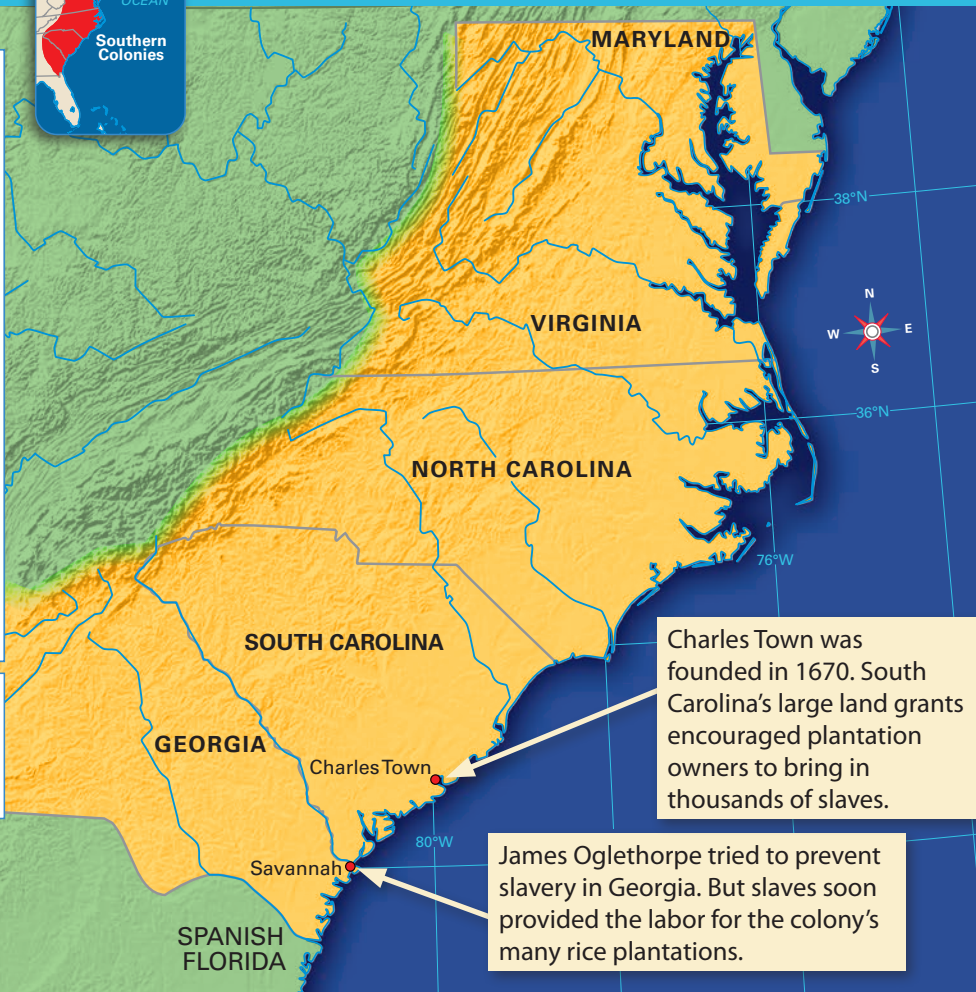 OCEAN
Southern
Colonies
MARYLAND
38°N
N
W
E
S
VIRGINIA
36°N
NORTH CAROLINA
76°W
SOUTH CAROLINA
Charles Town was
founded in 1670. South
Carolina’s large land grants
encouraged plantation
owners to bring in
thousands of slaves.
GEORGIA
Charles Town
80°W
Savannah
James Oglethorpe tried to prevent
slavery in Georgia. But slaves soon
provided the labor for the colony’s
many rice plantations.
SPANISH
FLORIDA